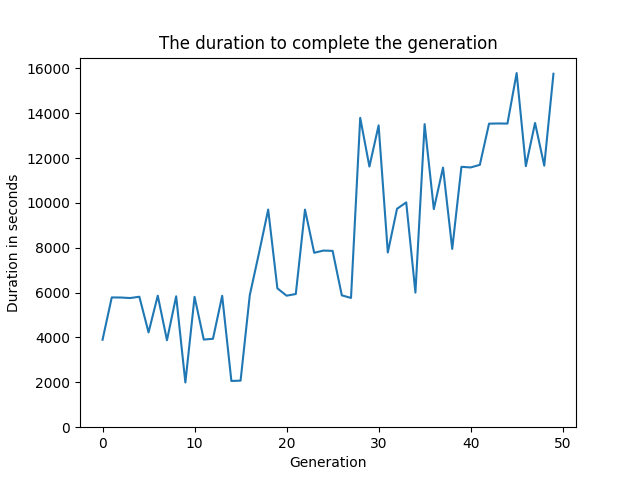 The duration to complete the generation
16000
14000
12000
10000
8000
6000
4000
2000
0
Duration in seconds
0 10 20 30 40 50
Generation